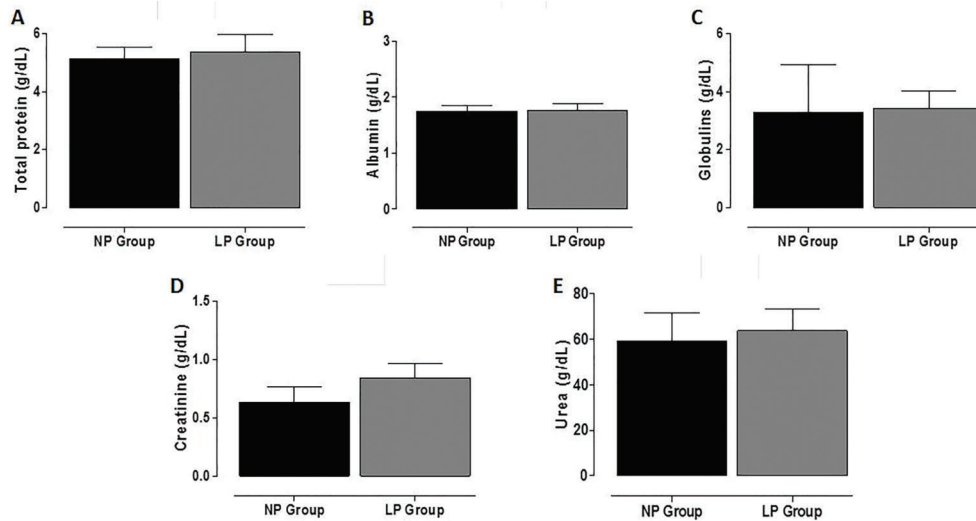 A
Total protein (g/dL)
6
4
2
0
NP Group
LP Group
B
Albumin (g/dL)
3
2
1
0
NP Group
LP Group
C
Globulins (g/dL)
6
4
2
0
NP Group
LP Group
D
Creatinine (g/dL)
1.5
1.0
0.5
0.0
NP Group
LP Group
E
Urea (g/dL)
80
60
40
20
0
NP Group
LP Group